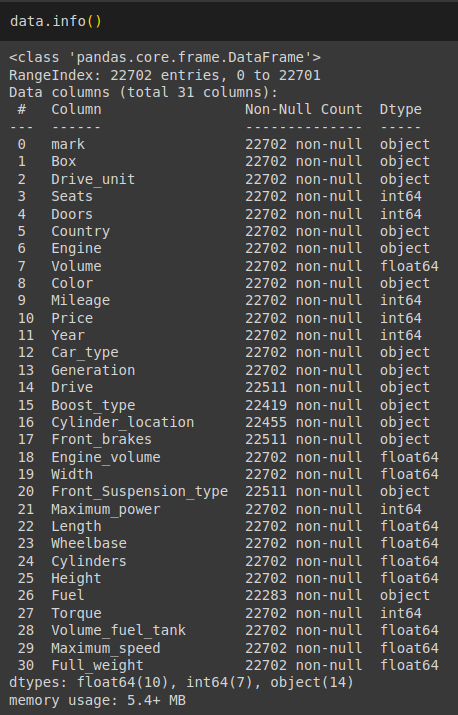 data.info()
<class 'pandas.core.frame.DataFrame'>
RangeIndex: 22702 entries, 0 to 22701
Data columns (total 31 columns):
 #   Column                 Non-Null Count  Dtype
---  ------                 --------------  -----
 0   mark                   22702 non-null  object
 1   Box                    22702 non-null  object
 2   Drive_unit             22702 non-null  object
 3   Seats                  22702 non-null  int64
 4   Doors                  22702 non-null  int64
 5   Country                22702 non-null  object
 6   Engine                 22702 non-null  object
 7   Volume                 22702 non-null  float64
 8   Color                  22702 non-null  object
 9   Mileage                22702 non-null  int64
 10  Price                  22702 non-null  int64
 11  Year                   22702 non-null  int64
 12  Car_type               22702 non-null  object
 13  Generation             22702 non-null  object
 14  Drive                  22511 non-null  object
 15  Boost_type             22419 non-null  object
 16  Cylinder_location      22455 non-null  object
 17  Front_brakes           22511 non-null  object
 18  Engine_volume          22702 non-null  float64
 19  Width                  22702 non-null  float64
 20  Front_Suspension_type  22511 non-null  object
 21  Maximum_power          22702 non-null  int64
 22  Length                 22702 non-null  float64
 23  Wheelbase              22702 non-null  float64
 24  Cylinders              22702 non-null  float64
 25  Height                 22702 non-null  float64
 26  Fuel                   22283 non-null  object
 27  Torque                 22702 non-null  int64
 28  Volume_fuel_tank       22702 non-null  float64
 29  Maximum_speed          22702 non-null  float64
 30  Full_weight            22702 non-null  float64
dtypes: float64(10), int64(7), object(14)
memory usage: 5.4+ MB